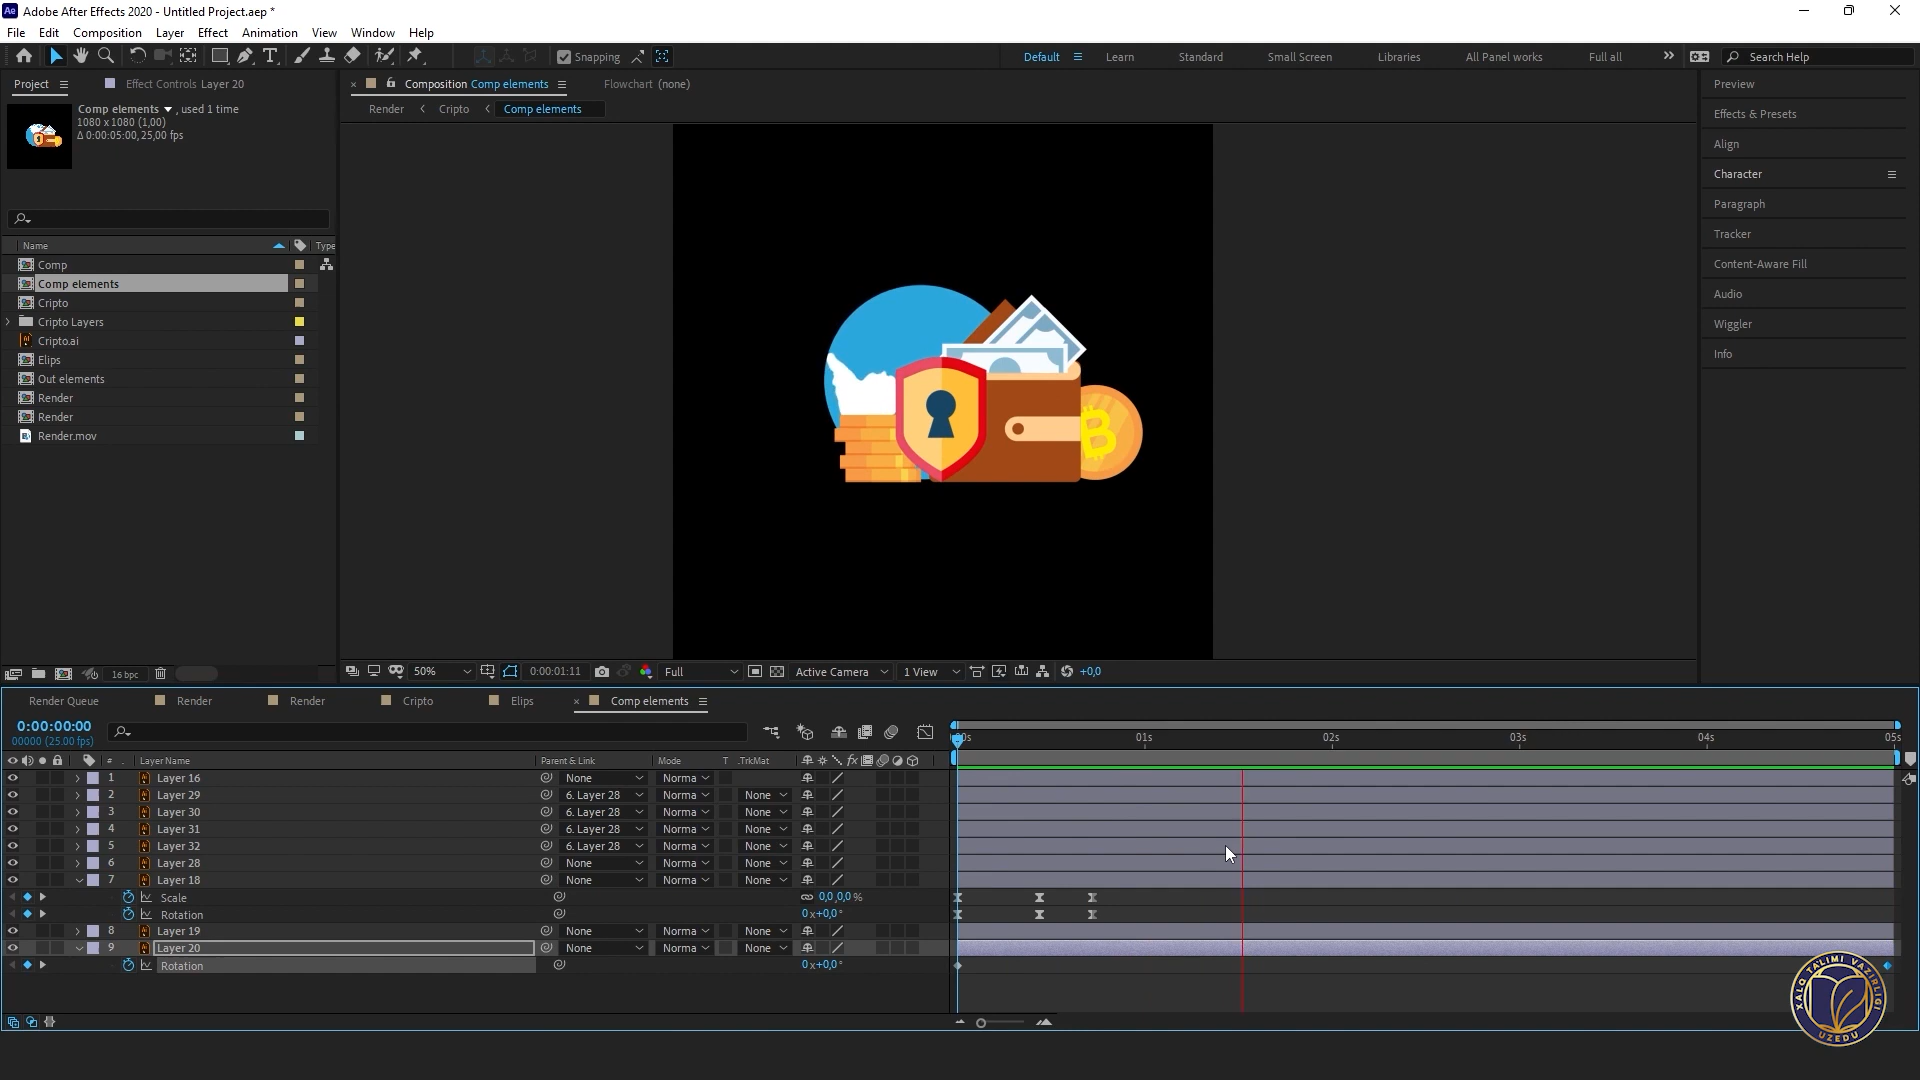 Ae Adobe After Effects 2020 - Untitled Project.aep *
File Edit Composition Layer Effect Animation View Window Help
Snapping
Default Learn Standard Small Screen Libraries All Panel works Full all Search Help
Project Effect Controls Layer 20
Comp elements , used 1 time
1080 x 1080 (1,00)
Δ 0:00:05:00, 25,00 fps
Name Type
Comp
Comp elements
Cripto
Cripto Layers
Cripto.ai
Elips
Out elements
Render
Render
Render.mov
16 bpc
Composition Comp elements Flowchart (none)
Render Cripto Comp elements
50% 0:00:01:11 Full Active Camera 1 View +0,0
Preview
Effects & Presets
Align
Character
Paragraph
Tracker
Content-Aware Fill
Audio
Wiggler
Info
Render Queue Render Render Cripto Elips Comp elements
0:00:00:00
00000 (25.00 fps)
01s 02s 03s 04s 05s
# Layer Name Parent & Link Mode T .TrkMat fx
1 Layer 16 None Norma
2 Layer 29 6. Layer 28 Norma None
3 Layer 30 6. Layer 28 Norma None
4 Layer 31 6. Layer 28 Norma None
5 Layer 32 6. Layer 28 Norma None
6 Layer 28 None Norma None
7 Layer 18 None Norma None
Scale 0,0,0,0 %
Rotation 0 x +0,0 °
8 Layer 19 None Norma None
9 Layer 20 None Norma None
Rotation 0 x +0,0 °
XALQ TA'LIMI VAZIRLIGI
UZEDU